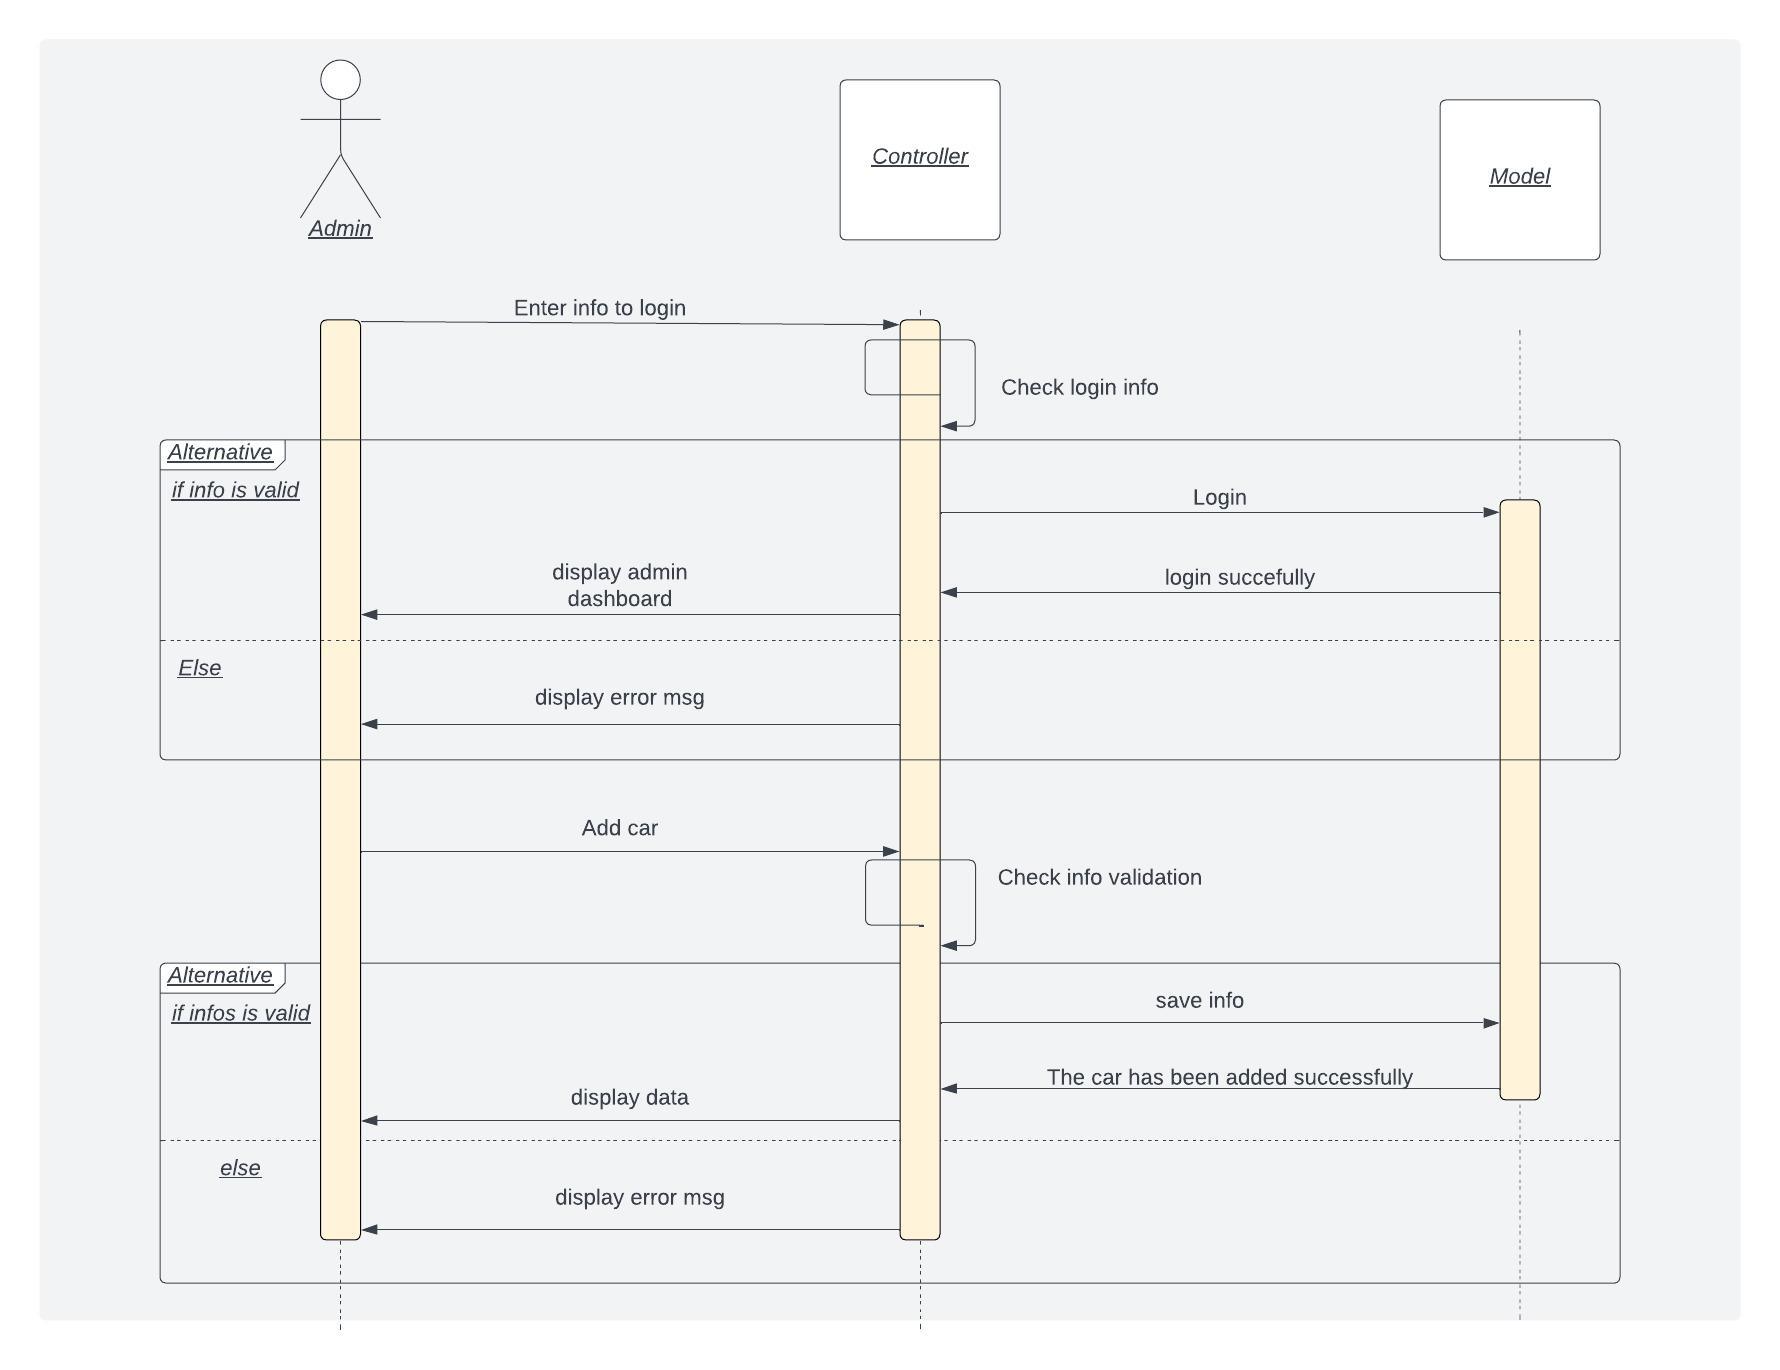 Controller
Model
Admin
Enter info to login
Check login info
Alternative
if info is valid
Login
display admin
dashboard
login succefully
Else
display error msg
Add car
Check info validation
Alternative
if infos is valid
save info
The car has been added successfully
display data
else
display error msg